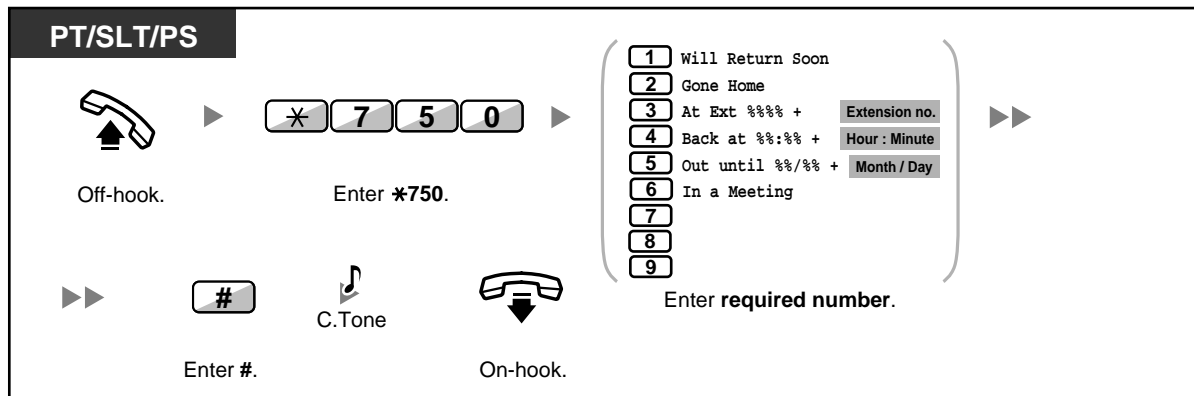 PT/SLT/PS
Off-hook.
✳ 7 5 0
Enter ✳750.
1 Will Return Soon
2 Gone Home
3 At Ext %%%% + Extension no.
4 Back at %%:%% + Hour : Minute
5 Out until %%/%% + Month / Day
6 In a Meeting
7
8
9
Enter required number.
#
Enter #.
C.Tone
On-hook.